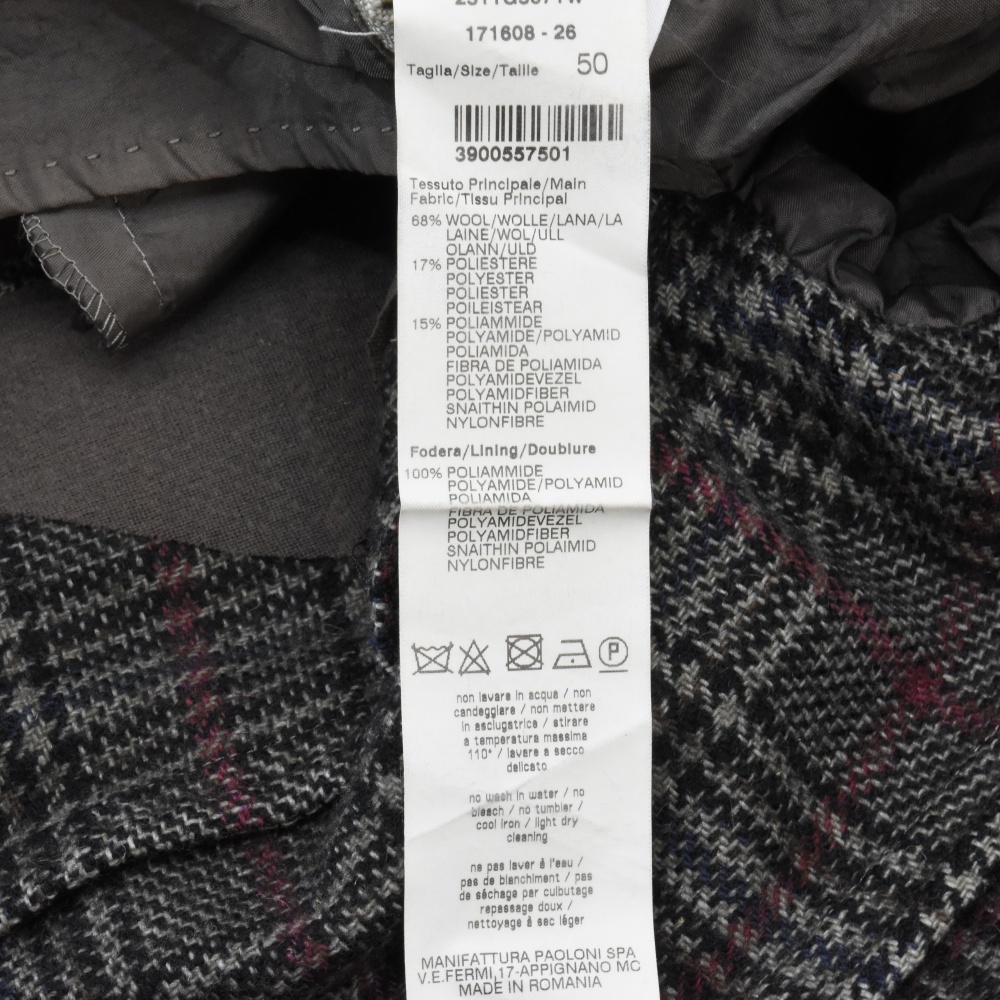 171608 - 26
Taglia/Size/Taille 50
3900557501
Tessuto Principale/Main
Fabric/Tissu Principal
68% WOOL/WOLLE/LANA/LA
LAINE/WOL/ULL
OLANN/ULD
17% POLIESTERE
POLYESTER
POLIESTER
POILEISTEAR
15% POLIAMMIDE
POLYAMIDE/POLYAMID
POLIAMIDA
FIBRA DE POLIAMIDA
POLYAMIDEVEZEL
POLYAMIDFIBER
SNAITHIN POLAIMID
NYLONFIBRE
Fodera/Lining/Doublure
100% POLIAMMIDE
POLYAMIDE/POLYAMID
POLIAMIDA
FIBRA DE POLIAMIDA
POLYAMIDEVEZEL
POLYAMIDFIBER
SNAITHIN POLAIMID
NYLONFIBRE
P
non lavare in acqua / non
candeggiare / non mettere
in asciugatrice / stirare
a temperatura massima
110° / lavare a secco
delicato
no wash in water / no
bleach / no tumbler /
cool iron / light dry
cleaning
ne pas laver à l'eau /
pas de blanchiment / pas
de séchage par culbutage
repassage doux /
nettoyage à sec léger
MANIFATTURA PAOLONI SPA
V.E.FERMI,17-APPIGNANO MC
MADE IN ROMANIA